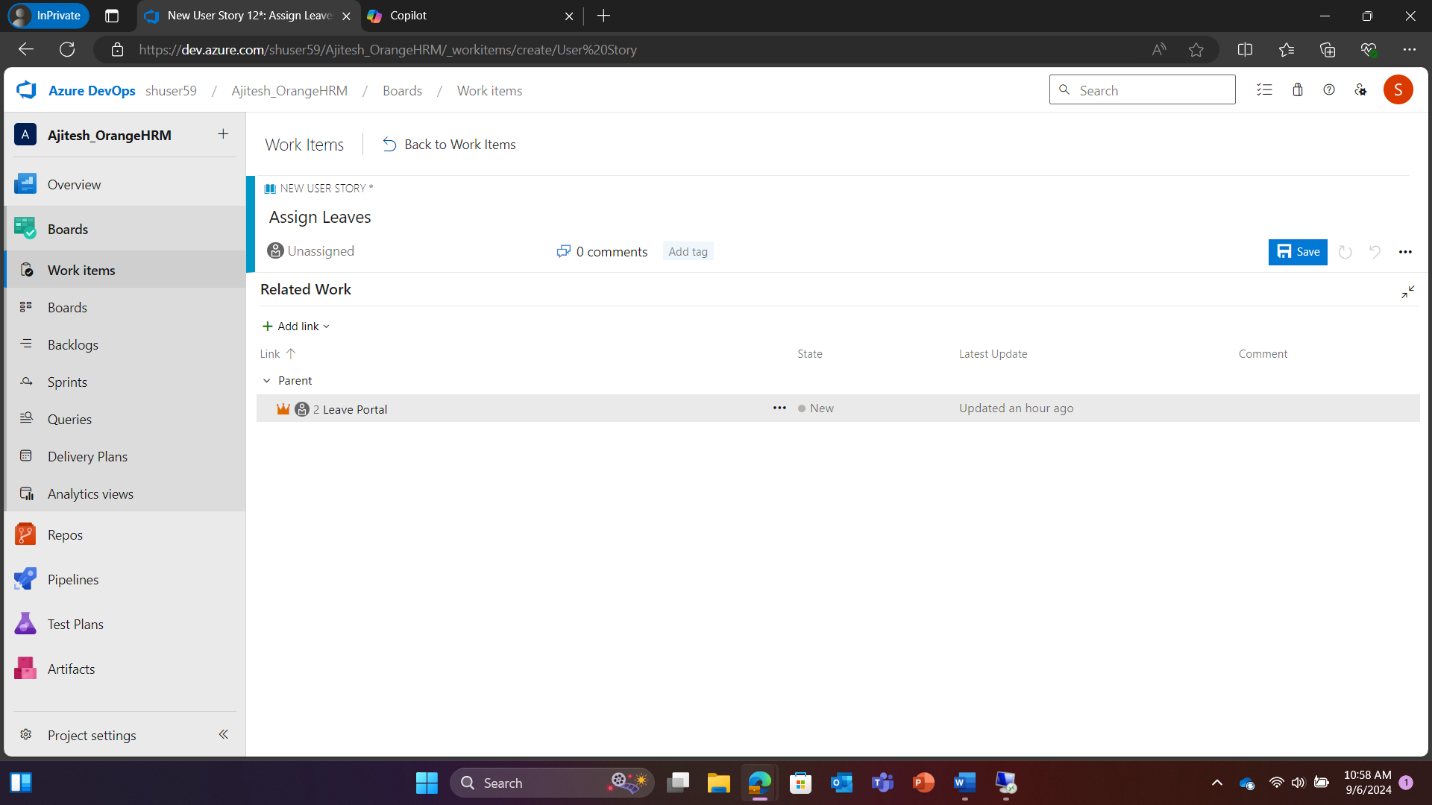 InPrivate
New User Story 12*: Assign Leave
Copilot
https://dev.azure.com/shuser59/Ajitesh_OrangeHRM/_workitems/create/User%20Story
Azure DevOps shuser59 / Ajitesh_OrangeHRM / Boards / Work items
Search
S
A Ajitesh_OrangeHRM
Overview
Boards
Work items
Boards
Backlogs
Sprints
Queries
Delivery Plans
Analytics views
Repos
Pipelines
Test Plans
Artifacts
Project settings
Work Items Back to Work Items
NEW USER STORY *
Assign Leaves
Unassigned 0 comments Add tag Save
Related Work
Add link
Link State Latest Update Comment
Parent
2 Leave Portal New Updated an hour ago
Search
10:58 AM
9/6/2024
1